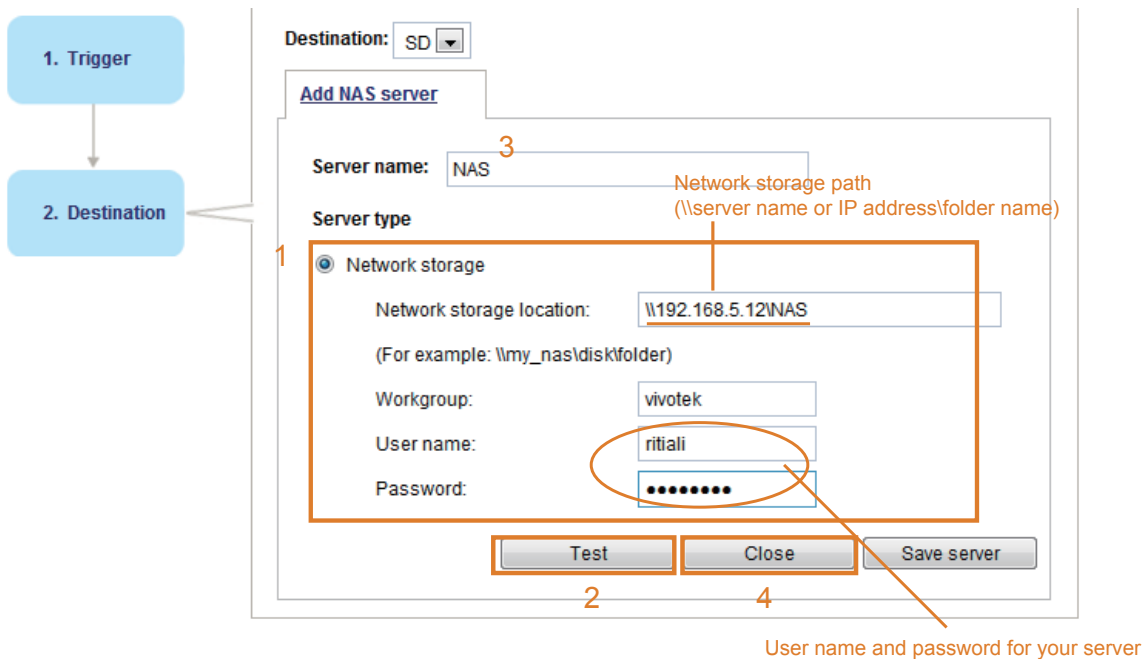 1. Trigger
2. Destination
Destination: SD
Add NAS server
3
Server name: NAS
Network storage path
(\\server name or IP address\folder name)
Server type
1
Network storage
Network storage location: \\192.168.5.12\NAS
(For example: \\my_nas\disk\folder)
Workgroup: vivotek
User name: ritiali
Password: ●●●●●●●●
Test Close Save server
2 4
User name and password for your server